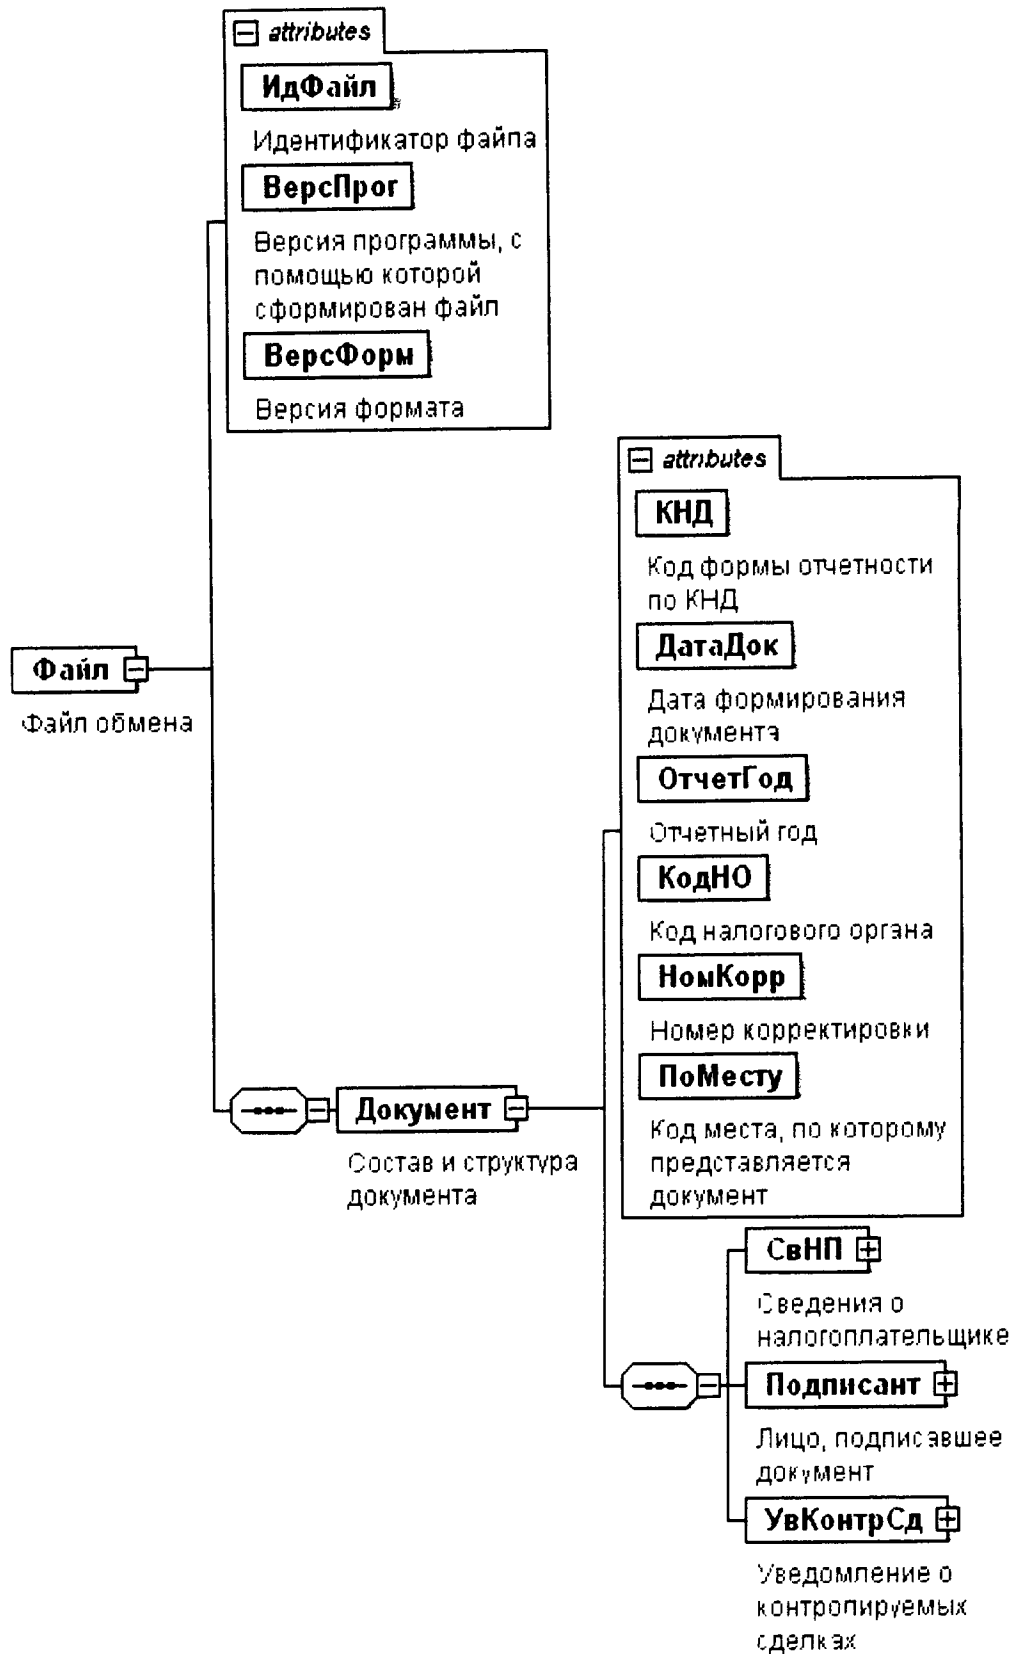 attributes
ИдФайл
Идентификатор файла
ВерсПрог
Версия программы, с
помощью которой
сформирован файл
ВерсФорм
Версия формата
Файл
Файл обмена
Документ
Состав и структура
документа
attributes
КНД
Код формы отчетности
по КНД
ДатаДок
Дата формирования
документа
ОтчетГод
Отчетный год
КодНО
Код налогового органа
НомКорр
Номер корректировки
ПоМесту
Код места, по которому
представляется
документ
СвНП
Сведения о
налогоплательщике
Подписант
Лицо, подписавшее
документ
УвКонтрСд
Уведомление о
контролируемых
сделках